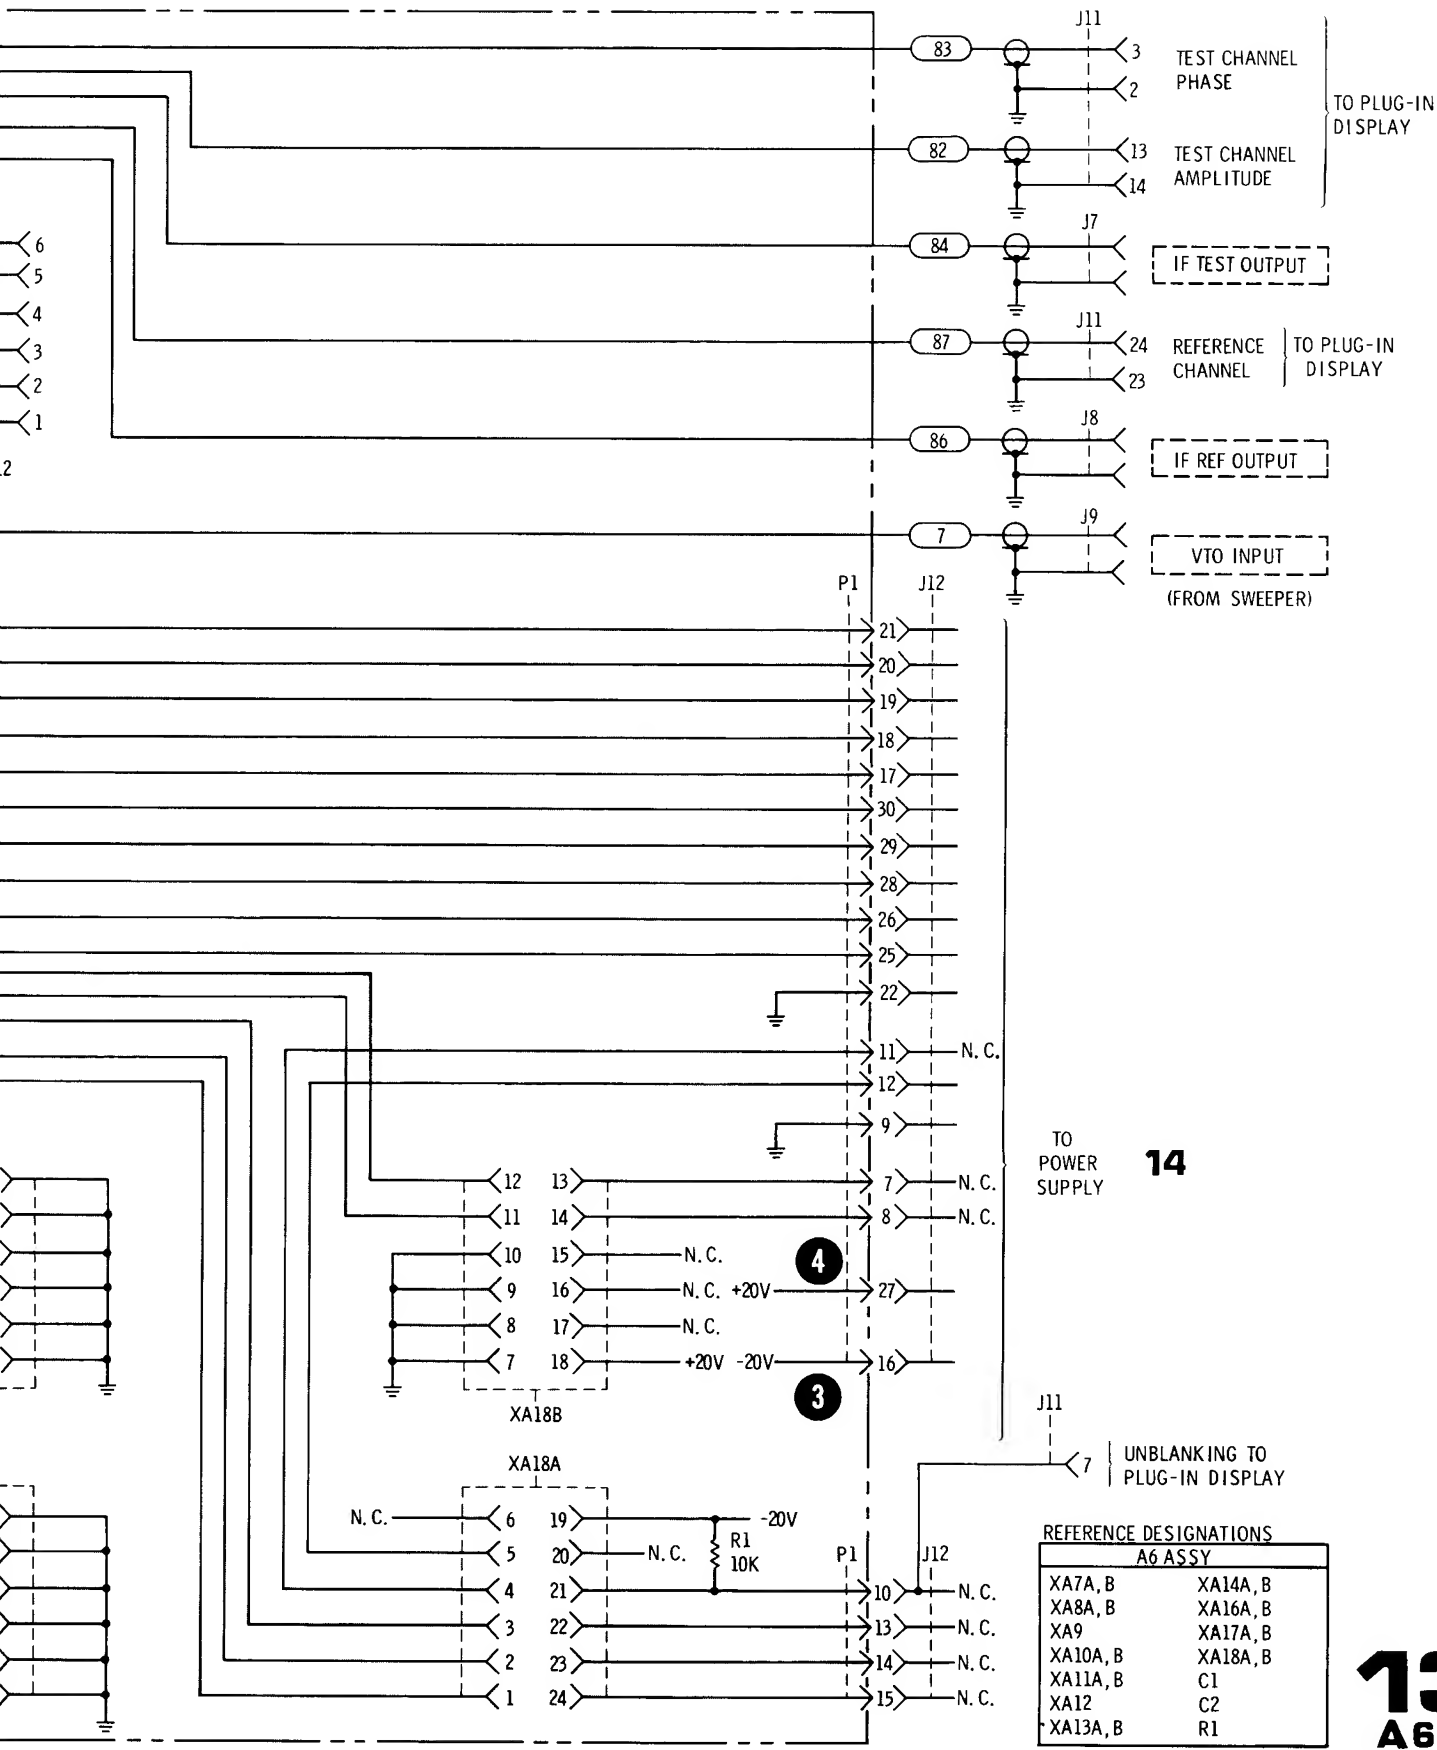 J11
83
3
TEST CHANNEL
PHASE
2
TO PLUG-IN
DISPLAY
82
13
TEST CHANNEL
AMPLITUDE
14
J7
84
IF TEST OUTPUT
6
5
4
3
2
1
J11
87
24
REFERENCE
CHANNEL
23
TO PLUG-IN
DISPLAY
J8
86
IF REF OUTPUT
J9
7
VTO INPUT
(FROM SWEEPER)
P1 J12
21
20
19
18
17
30
29
28
26
25
22
11 N.C.
12
9
TO
POWER
SUPPLY
14
12 13 7 N.C.
11 14 8 N.C.
10 15 N.C. 4
9 16 N.C. +20V 27
8 17 N.C.
7 18 +20V -20V 16
3
XA18B
J11
7
UNBLANKING TO
PLUG-IN DISPLAY
XA18A
N.C. 6 19 -20V
5 20 N.C.
R1
10K
P1 J12
4 21 10 N.C.
3 22 13 N.C.
2 23 14 N.C.
1 24 15 N.C.
REFERENCE DESIGNATIONS
A6 ASSY
XA7A,B XA14A,B
XA8A,B XA16A,B
XA9 XA17A,B
XA10A,B XA18A,B
XA11A,B C1
XA12 C2
XA13A,B R1
A6